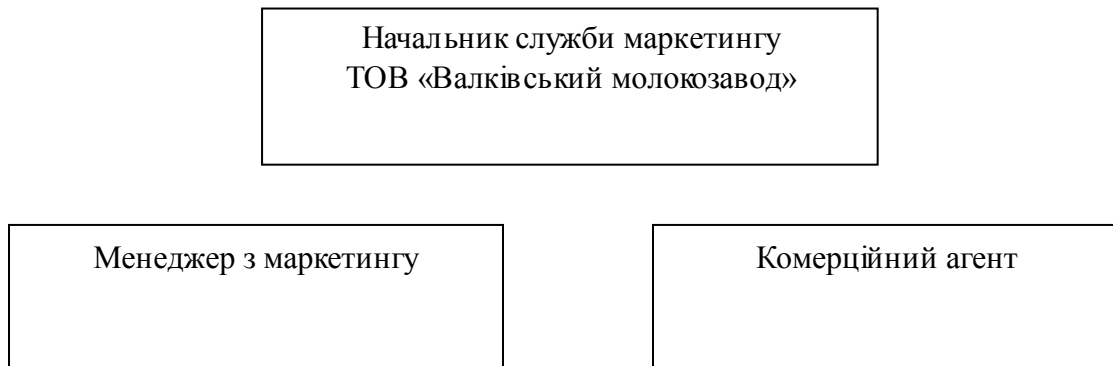 Начальник служби маркетингу
ТОВ «Валківський молокозавод»
Менеджер з маркетингу
Комерційний агент